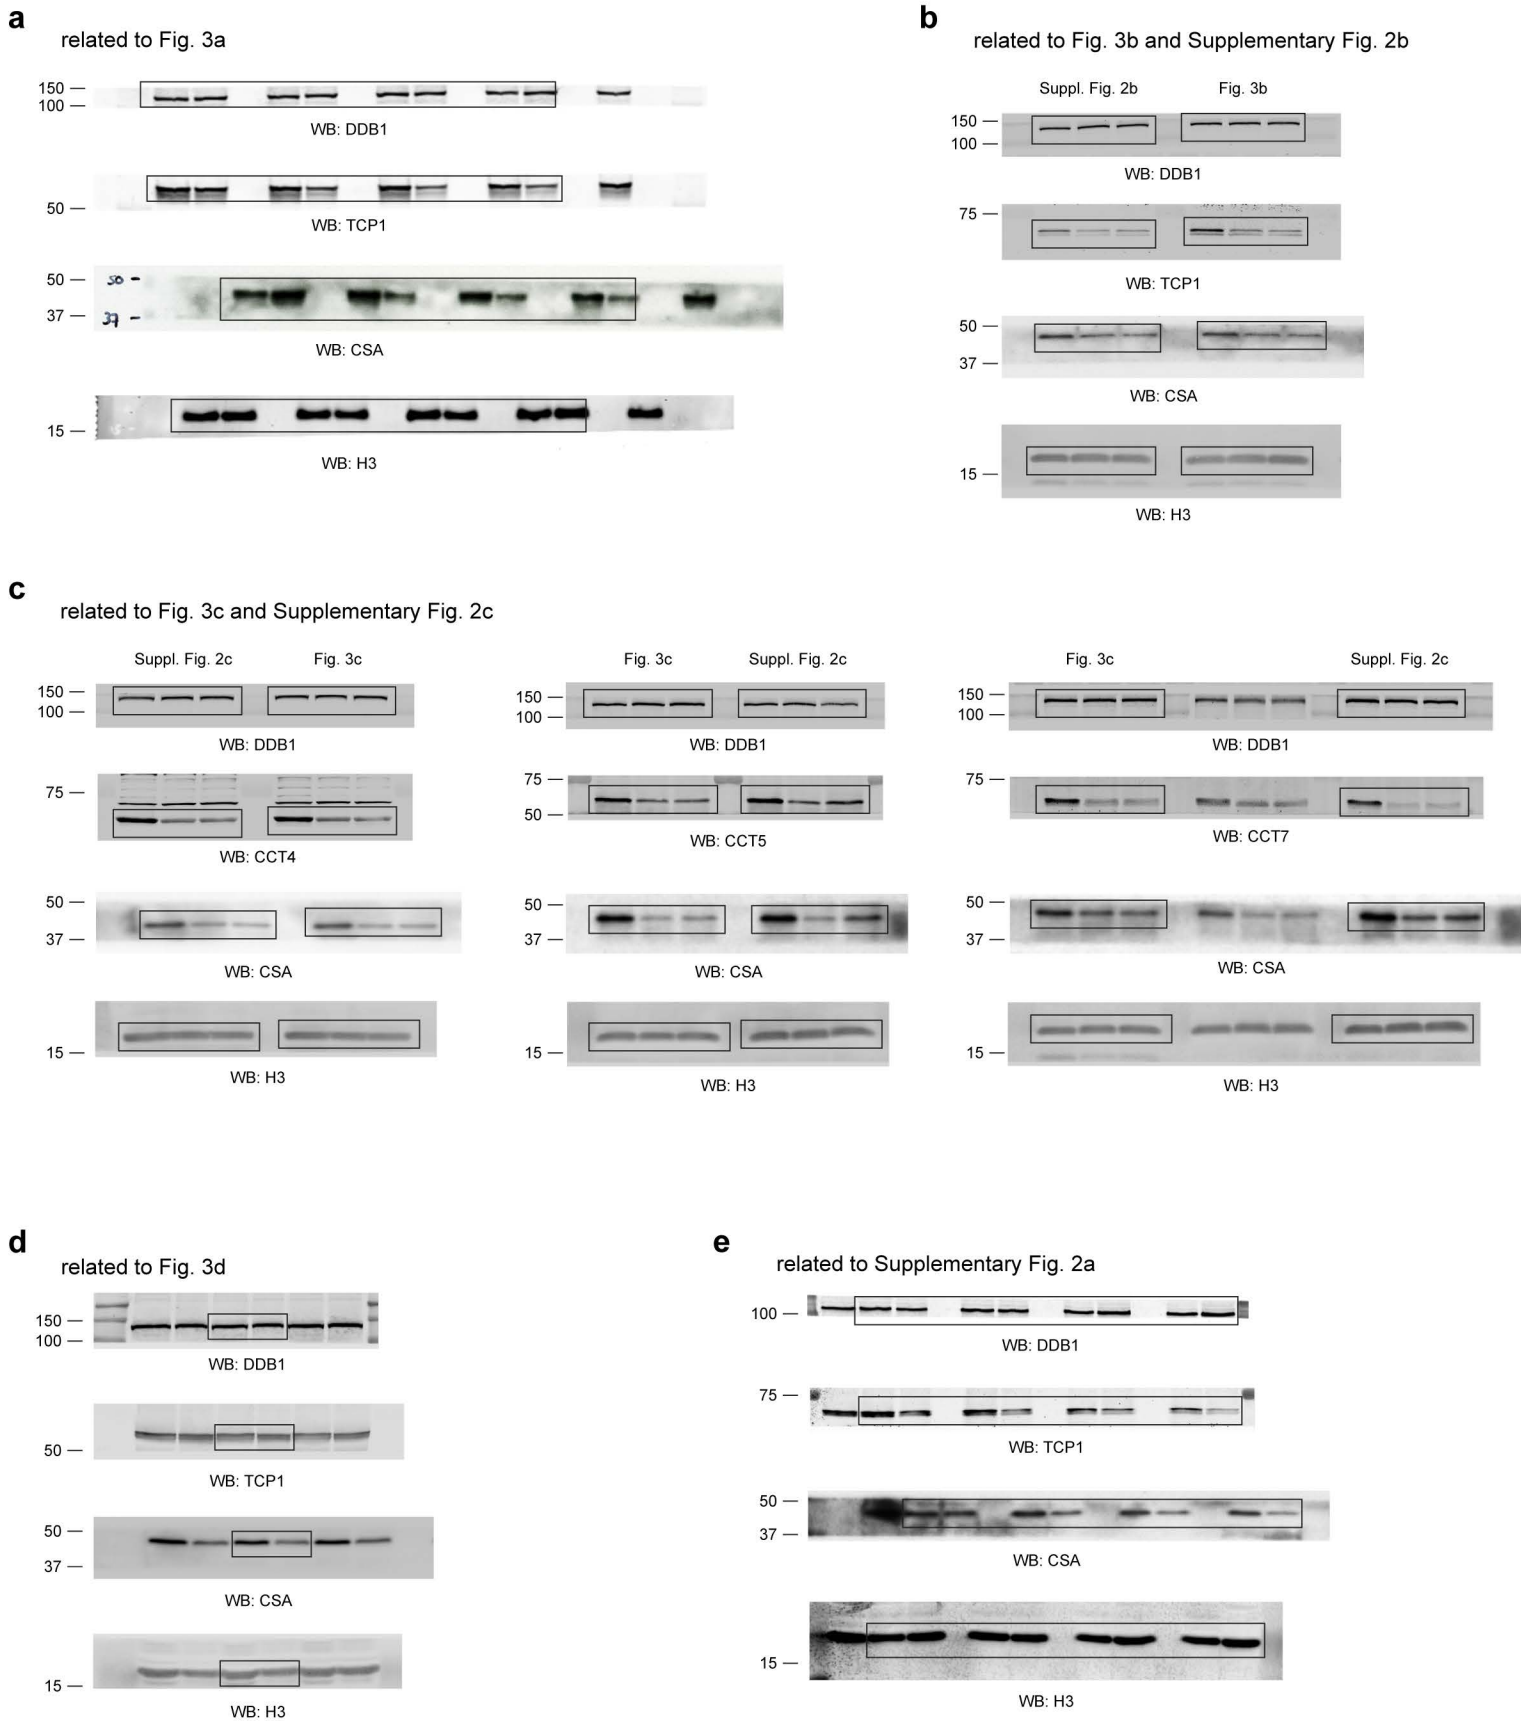 a
related to Fig. 3a
150
100
WB: DDB1
50
WB: TCP1
50
37
50
37
WB: CSA
15
WB: H3
b
related to Fig. 3b and Supplementary Fig. 2b
Suppl. Fig. 2b Fig. 3b
150
100
WB: DDB1
75
WB: TCP1
50
37
WB: CSA
15
WB: H3
c
related to Fig. 3c and Supplementary Fig. 2c
Suppl. Fig. 2c Fig. 3c
150
100
WB: DDB1
75
WB: CCT4
50
37
WB: CSA
15
WB: H3
Fig. 3c Suppl. Fig. 2c
150
100
WB: DDB1
75
50
WB: CCT5
50
37
WB: CSA
15
WB: H3
Fig. 3c Suppl. Fig. 2c
150
100
WB: DDB1
75
WB: CCT7
50
37
WB: CSA
15
WB: H3
d
related to Fig. 3d
150
100
WB: DDB1
50
WB: TCP1
50
37
WB: CSA
15
WB: H3
e
related to Supplementary Fig. 2a
100
WB: DDB1
75
WB: TCP1
50
37
WB: CSA
15
WB: H3